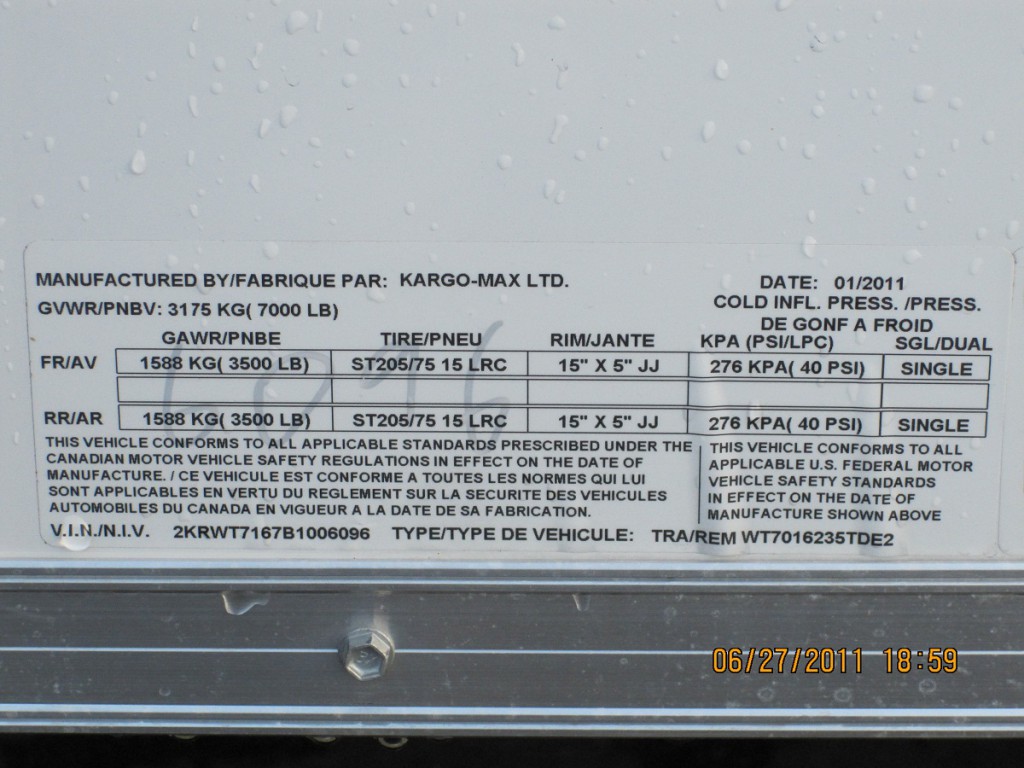 MANUFACTURED BY/FABRIQUE PAR: KARGO-MAX LTD.
DATE: 01/2011
GVWR/PNBV: 3175 KG( 7000 LB)
COLD INFL. PRESS. /PRESS.
DE GONF A FROID
GAWR/PNBE TIRE/PNEU RIM/JANTE KPA (PSI/LPC) SGL/DUAL
FR/AV 1588 KG( 3500 LB) ST205/75 15 LRC 15" X 5" JJ 276 KPA( 40 PSI) SINGLE
6096
RR/AR 1588 KG( 3500 LB) ST205/75 15 LRC 15" X 5" JJ 276 KPA( 40 PSI) SINGLE
THIS VEHICLE CONFORMS TO ALL APPLICABLE STANDARDS PRESCRIBED UNDER THE
CANADIAN MOTOR VEHICLE SAFETY REGULATIONS IN EFFECT ON THE DATE OF
MANUFACTURE. / CE VEHICULE EST CONFORME A TOUTES LES NORMES QUI LUI
SONT APPLICABLES EN VERTU DU REGLEMENT SUR LA SECURITE DES VEHICULES
AUTOMOBILES DU CANADA EN VIGUEUR A LA DATE DE SA FABRICATION.
THIS VEHICLE CONFORMS TO ALL
APPLICABLE U.S. FEDERAL MOTOR
VEHICLE SAFETY STANDARDS
IN EFFECT ON THE DATE OF
MANUFACTURE SHOWN ABOVE
V.I.N./N.I.V. 2KRWT7167B1006096 TYPE/TYPE DE VEHICULE: TRA/REM WT7016235TDE2
06/27/2011 18:59